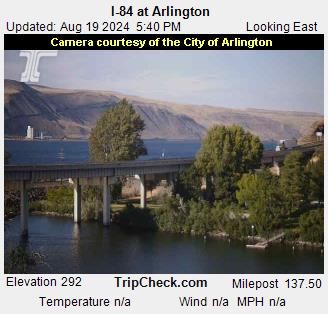 I-84 at Arlington
Updated: Aug 19 2024 5:40 PM Looking East
Camera courtesy of the City of Arlington
Elevation 292 TripCheck.com Milepost 137.50
Temperature n/a Wind n/a MPH n/a